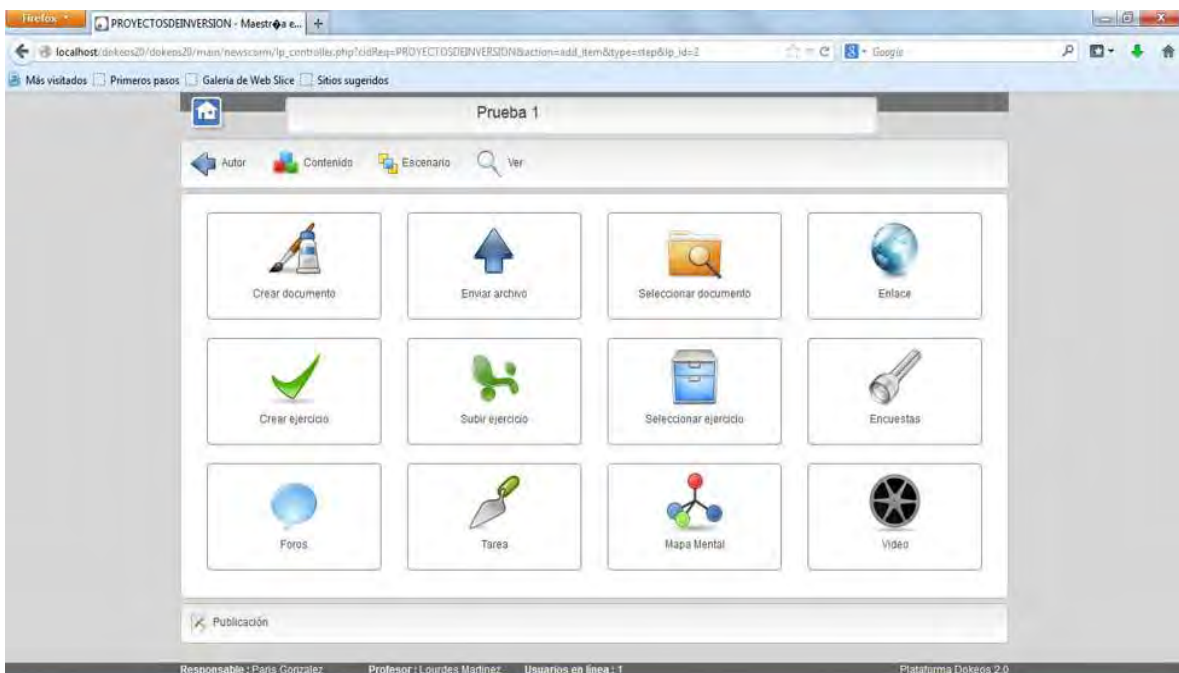 Firefox
PROYECTOSDEINVERSION - Maestr�a e...
localhost/dokeos20/dokeos20/main/newscorm/lp_controller.php?cidReq=PROYECTOSDEINVERSION&action=add_item&type=step&lp_id=2
Google
Más visitados Primeros pasos Galería de Web Slice Sitios sugeridos
Prueba 1
Autor Contenido Escenario Ver
Crear documento Enviar archivo Seleccionar documento Enlace
Crear ejercicio Subir ejercicio Seleccionar ejercicio Encuestas
Foros Tarea Mapa Mental Video
Publicación
Responsable : Paris Gonzalez Profesor : Lourdes Martinez Usuarios en línea : 1 Plataforma Dokeos 2.0